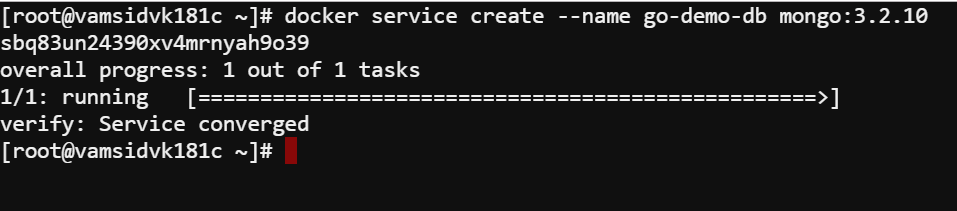 [root@vamsidvk181c ~]# docker service create --name go-demo-db mongo:3.2.10
sbq83un24390xv4mrnyah9o39
overall progress: 1 out of 1 tasks
1/1: running   [==================================================>]
verify: Service converged
[root@vamsidvk181c ~]#